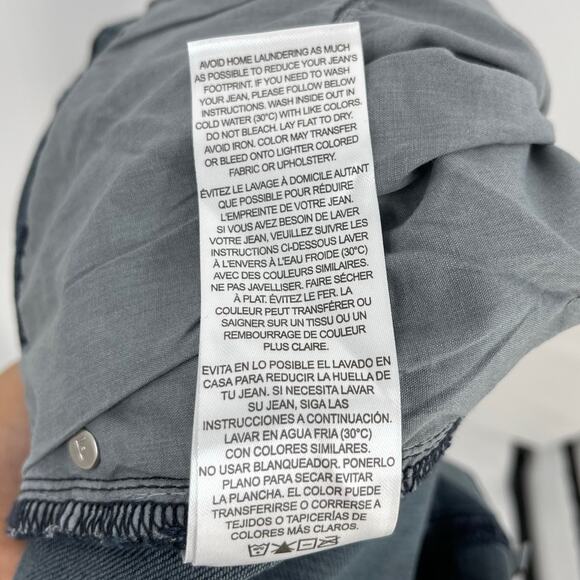 AVOID HOME LAUNDERING AS MUCH
AS POSSIBLE TO REDUCE YOUR JEAN'S
FOOTPRINT. IF YOU NEED TO WASH
YOUR JEAN, PLEASE FOLLOW BELOW
INSTRUCTIONS. WASH INSIDE OUT IN
COLD WATER (30°C) WITH LIKE COLORS.
DO NOT BLEACH. LAY FLAT TO DRY.
AVOID IRON. COLOR MAY TRANSFER
OR BLEED ONTO LIGHTER COLORED
FABRIC OR UPHOLSTERY.
ÉVITEZ LE LAVAGE À DOMICILE AUTANT
QUE POSSIBLE POUR RÉDUIRE
L'EMPREINTE DE VOTRE JEAN.
SI VOUS AVEZ BESOIN DE LAVER
VOTRE JEAN, VEUILLEZ SUIVRE LES
INSTRUCTIONS CI-DESSOUS LAVER
À L'ENVERS À L'EAU FROIDE (30°C)
AVEC DES COULEURS SIMILAIRES.
NE PAS JAVELLISER. FAIRE SÉCHER
À PLAT. ÉVITEZ LE FER. LA
COULEUR PEUT TRANSFÉRER OU
SAIGNER SUR UN TISSU OU UN
REMBOURRAGE DE COULEUR
PLUS CLAIRE.
EVITA EN LO POSIBLE EL LAVADO EN
CASA PARA REDUCIR LA HUELLA DE
TU JEAN. SI NECESITA LAVAR
SU JEAN, SIGA LAS
INSTRUCCIONES A CONTINUACIÓN.
LAVAR EN AGUA FRIA (30°C)
CON COLORES SIMILARES.
NO USAR BLANQUEADOR. PONERLO
PLANO PARA SECAR EVITAR
LA PLANCHA. EL COLOR PUEDE
TRANSFERIRSE O CORRERSE A
TEJIDOS O TAPICERÍAS DE
COLORES MÁS CLAROS.